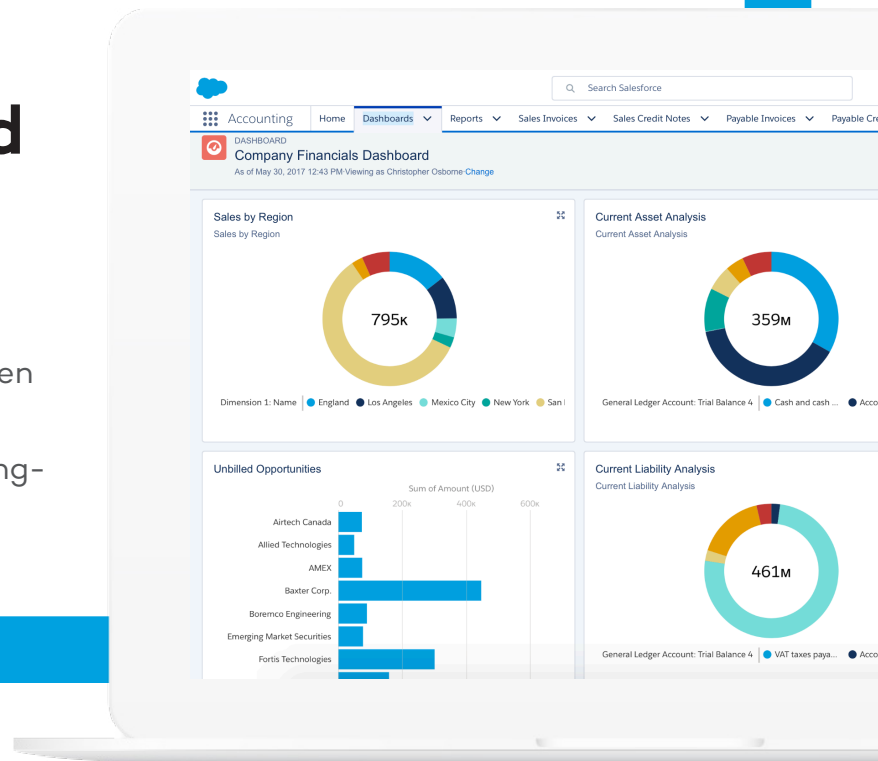 d
en
ng-
Search Salesforce
Accounting Home Dashboards Reports Sales Invoices Sales Credit Notes Payable Invoices Payable Cre
DASHBOARD
Company Financials Dashboard
As of May 30, 2017 12:43 PM·Viewing as Christopher Osborne·Change
Sales by Region
Sales by Region
795K
Dimension 1: Name England Los Angeles Mexico City New York San
Current Asset Analysis
Current Asset Analysis
359M
General Ledger Account: Trial Balance 4 Cash and cash ... Acco
Unbilled Opportunities
Sum of Amount (USD)
0 200K 400K 600K
Airtech Canada
Allied Technologies
AMEX
Baxter Corp.
Boremco Engineering
Emerging Market Securities
Fortis Technologies
Current Liability Analysis
Current Liability Analysis
461M
General Ledger Account: Trial Balance 4 VAT taxes paya... Acco